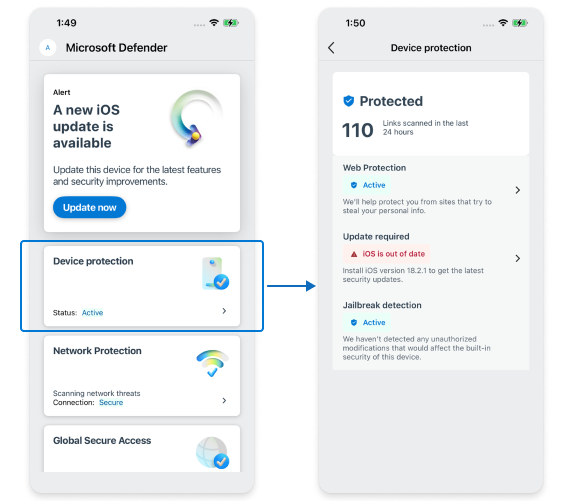 1:49
A
Microsoft Defender
Alert
A new iOS
update is
available
Update this device for the latest features
and security improvements.
Update now
Device protection
Status: Active
Network Protection
Scanning network threats
Connection: Secure
Global Secure Access
1:50
Device protection
Protected
110
Links scanned in the last
24 hours
Web Protection
Active
We'll help protect you from sites that try to
steal your personal info.
Update required
iOS is out of date
Install iOS version 18.2.1 to get the latest
security updates.
Jailbreak detection
Active
We haven't detected any unauthorized
modifications that would affect the built-in
security of this device.